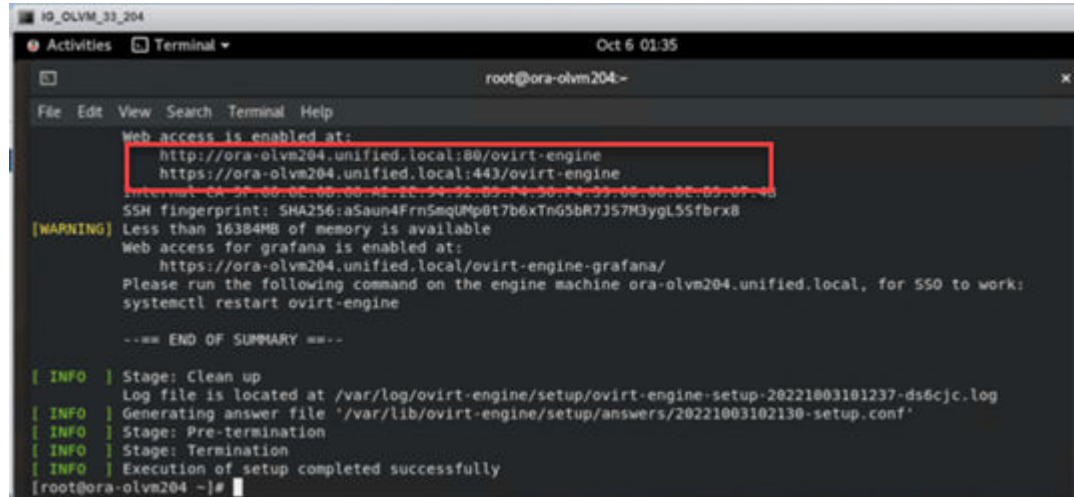 IG_OLVM_33_204
Activities Terminal Oct 6 01:35
root@ora-olvm204:~
File Edit View Search Terminal Help
Web access is enabled at:
http://ora-olvm204.unified.local:80/ovirt-engine
https://ora-olvm204.unified.local:443/ovirt-engine
Internal CA
SSH fingerprint: SHA256:aSaun4FrnSmqUMp0t7b6xTnG5bR7JS7M3ygL5Sfbrx8
[WARNING] Less than 16384MB of memory is available
Web access for grafana is enabled at:
https://ora-olvm204.unified.local/ovirt-engine-grafana/
Please run the following command on the engine machine ora-olvm204.unified.local, for SSO to work:
systemctl restart ovirt-engine
--== END OF SUMMARY ==--
[ INFO ] Stage: Clean up
Log file is located at /var/log/ovirt-engine/setup/ovirt-engine-setup-20221003101237-ds6cjc.log
[ INFO ] Generating answer file '/var/lib/ovirt-engine/setup/answers/20221003102130-setup.conf'
[ INFO ] Stage: Pre-termination
[ INFO ] Stage: Termination
[ INFO ] Execution of setup completed successfully
[root@ora-olvm204 ~]#